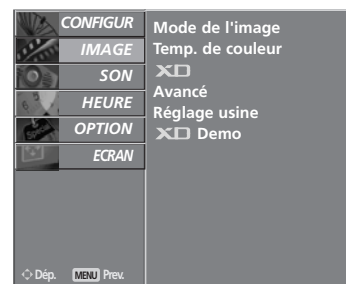 CONFIGUR
IMAGE
SON
HEURE
OPTION
ECRAN
Mode de l'image
Temp. de couleur
XD
Avancé
Réglage usine
XD Demo
Dép. MENU Prev.